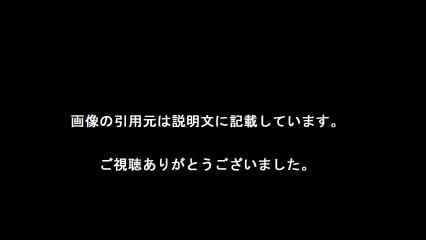 画像の引用元は説明文に記載しています。
ご視聴ありがとうございました。